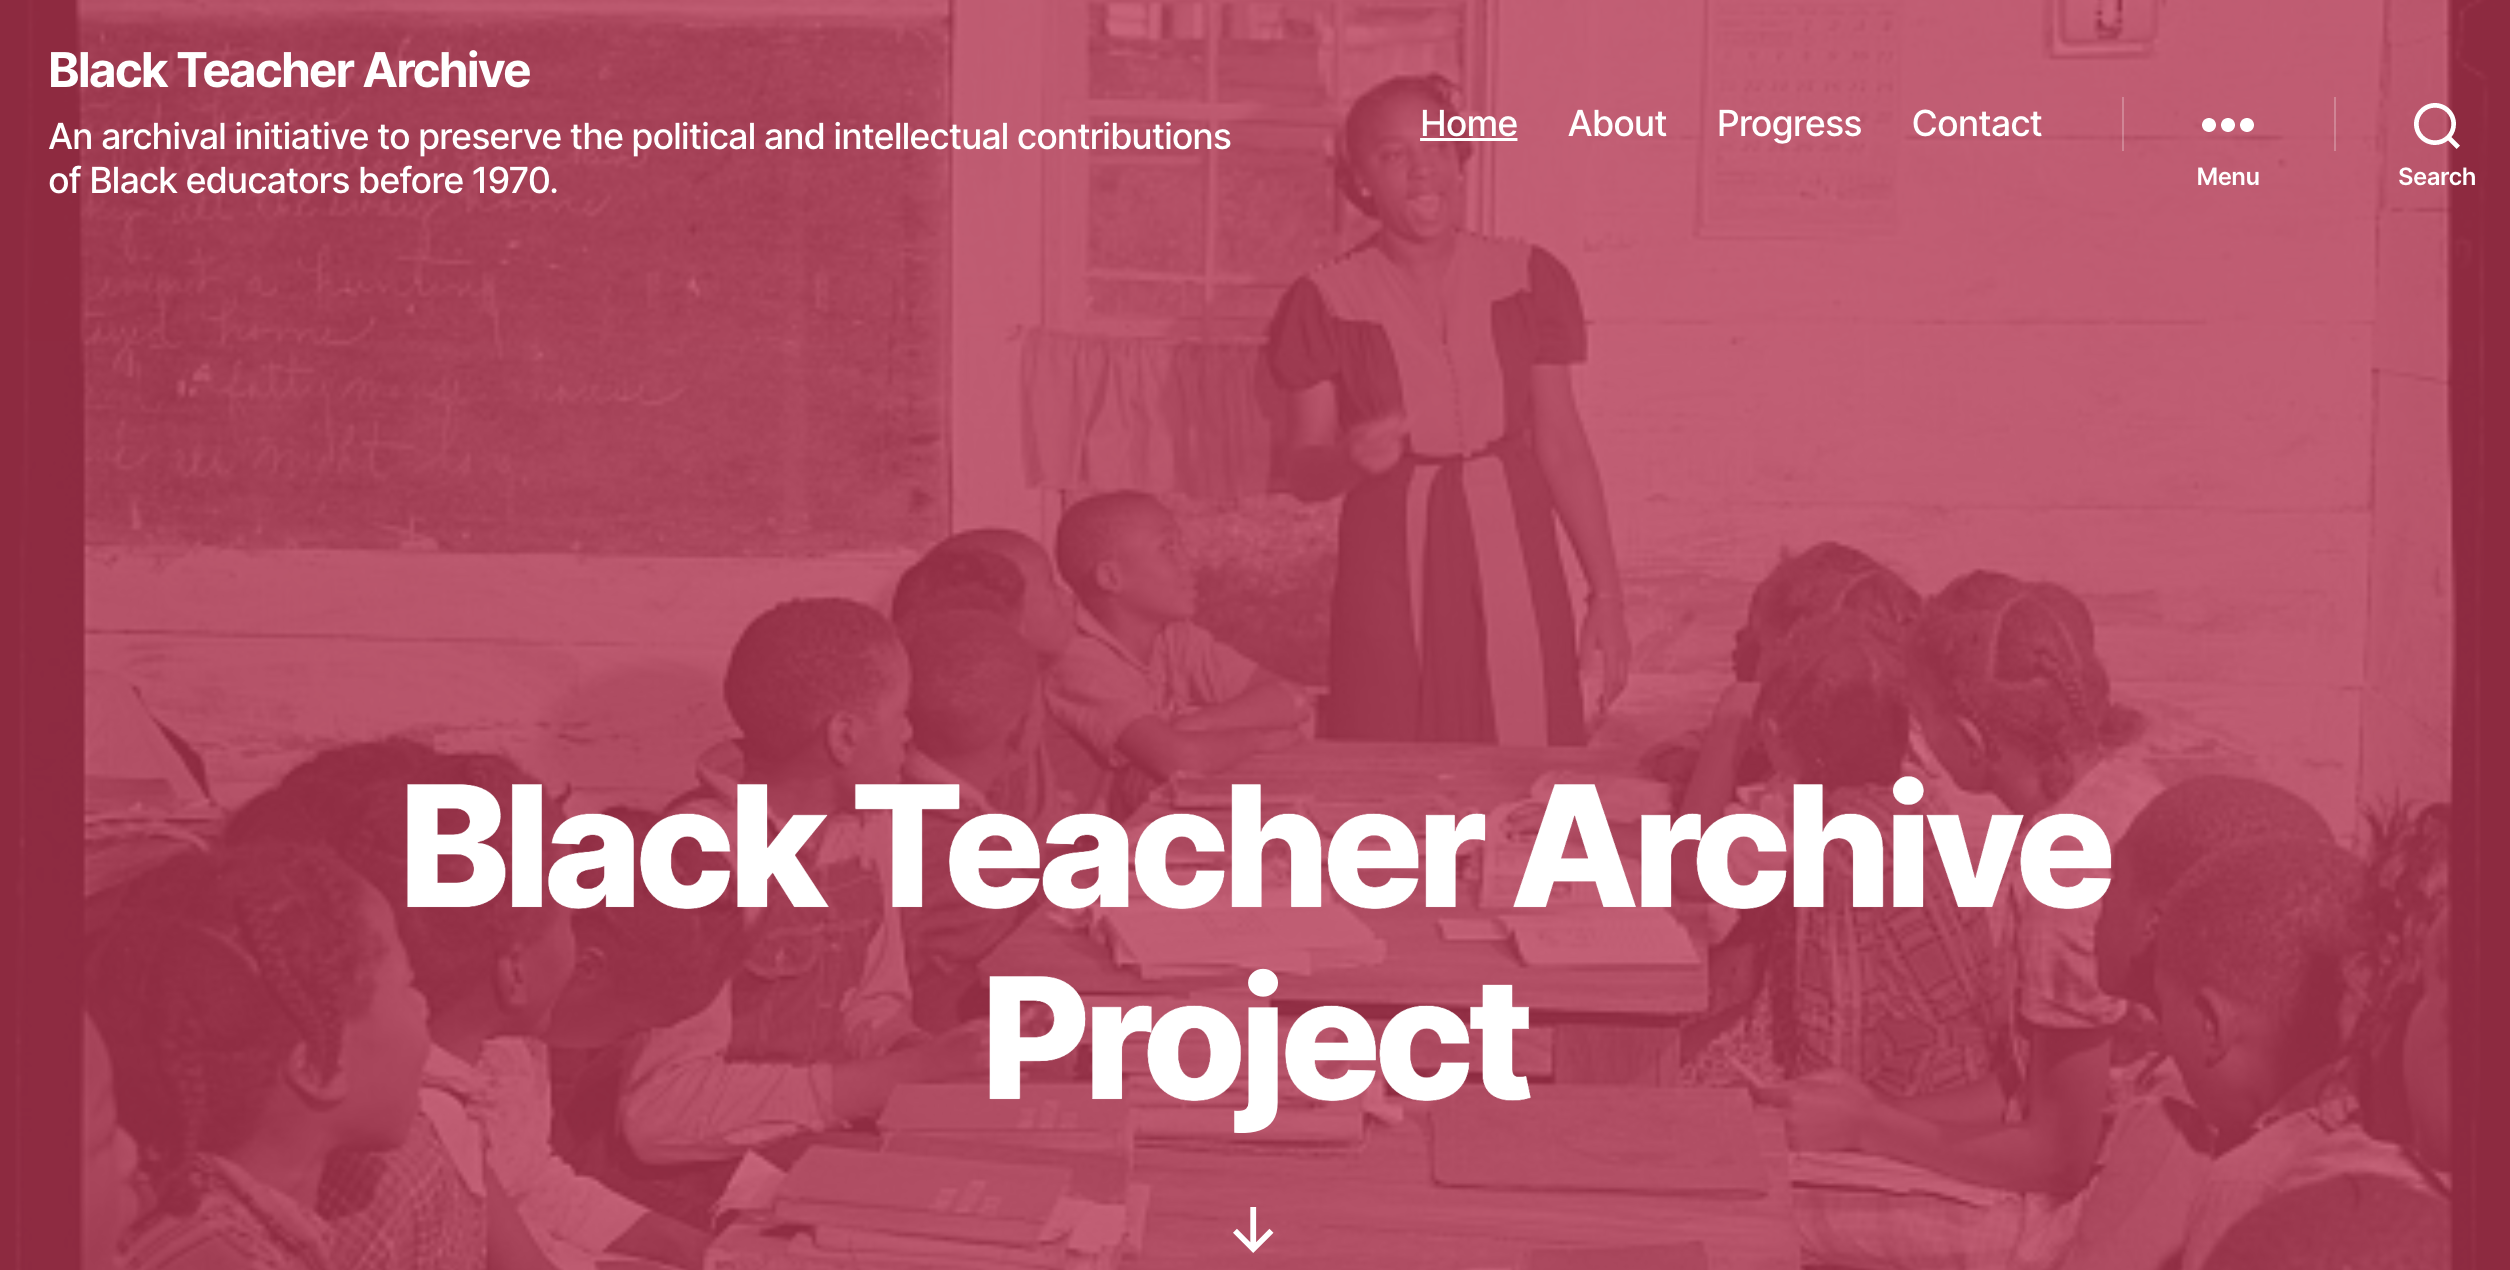 Black Teacher Archive
An archival initiative to preserve the political and intellectual contributions
of Black educators before 1970.
Home About Progress Contact
Menu
Search
home
Black Teacher Archive
Project